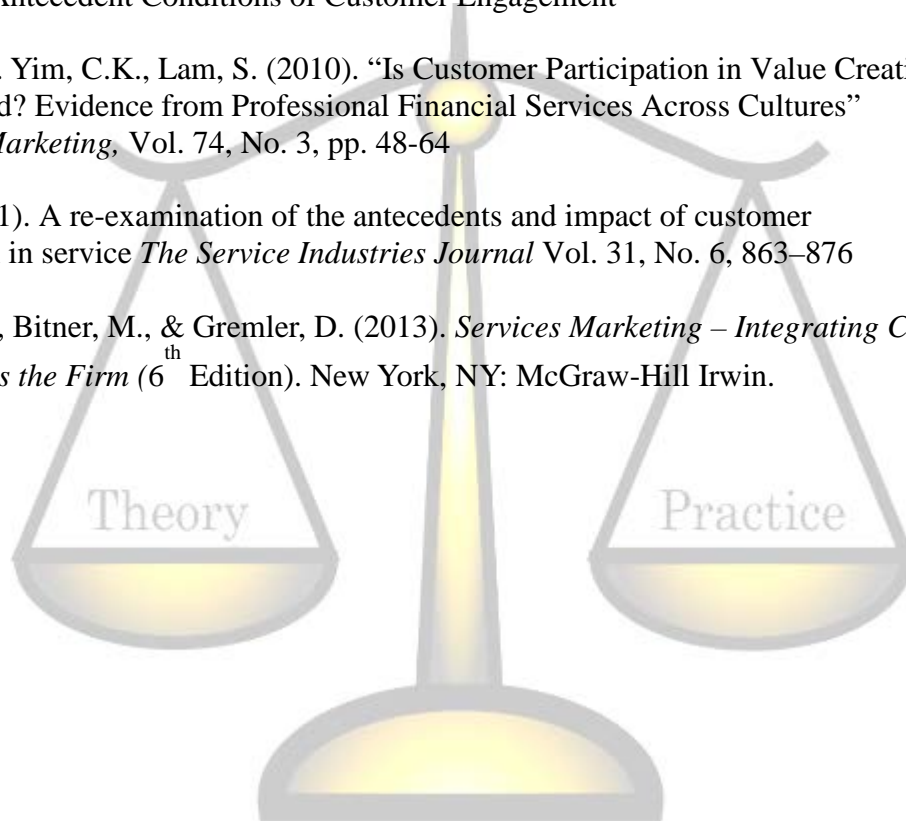 Antecedent Conditions of Customer Engagement
. Yim, C.K., Lam, S. (2010). “Is Customer Participation in Value Creati
d? Evidence from Professional Financial Services Across Cultures”
Marketing, Vol. 74, No. 3, pp. 48-64
1). A re-examination of the antecedents and impact of customer
in service The Service Industries Journal Vol. 31, No. 6, 863–876
, Bitner, M., & Gremler, D. (2013). Services Marketing – Integrating C
s the Firm (6th Edition). New York, NY: McGraw-Hill Irwin.
Theory Practice